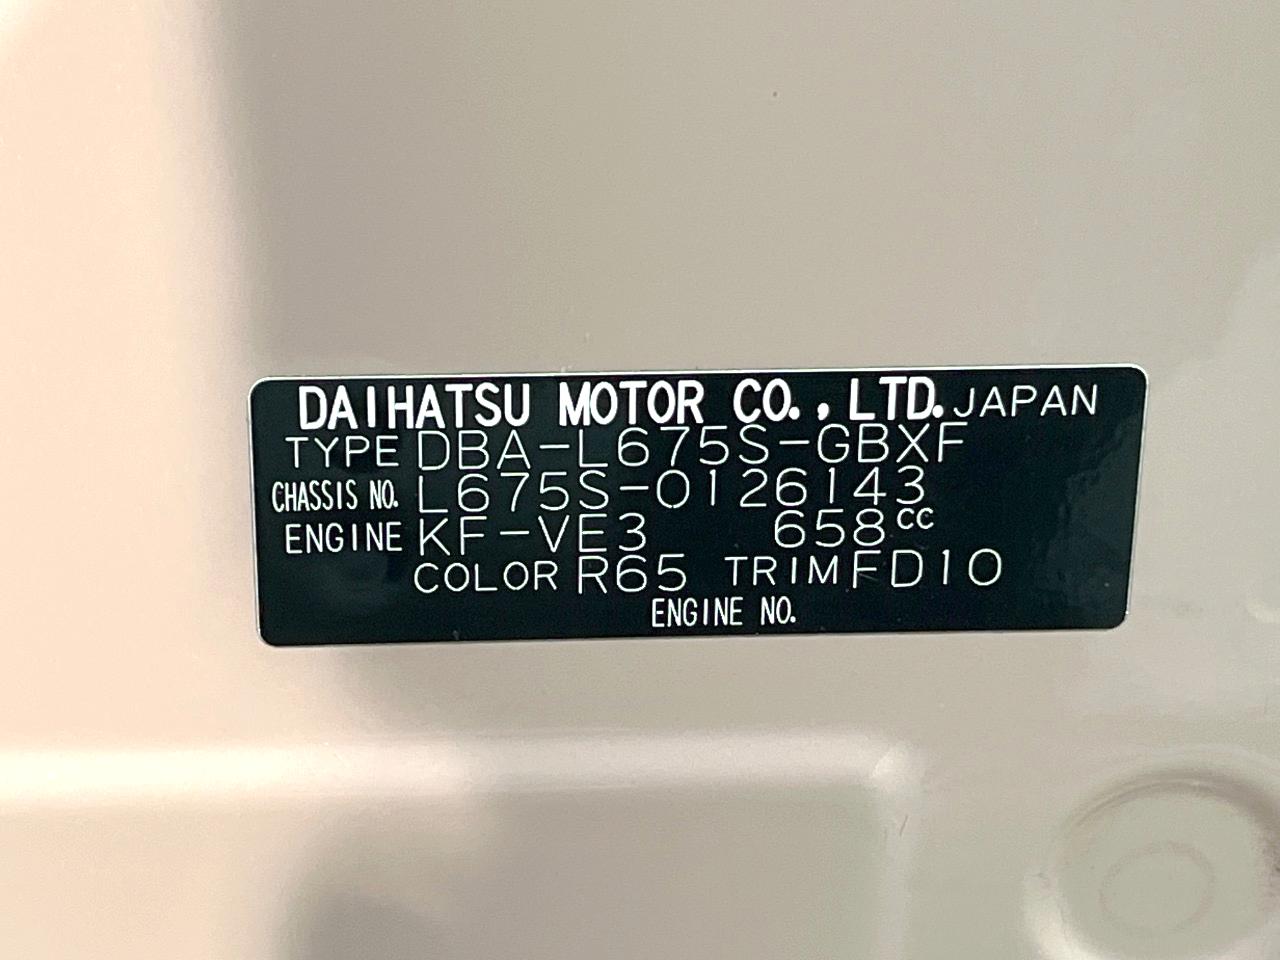 DAIHATSU MOTOR CO., LTD. JAPAN
TYPE DBA-L675S-GBXF
CHASSIS NO. L675S-0126143
ENGINE KF-VE3 658cc
COLOR R65 TRIM FD10
ENGINE NO.